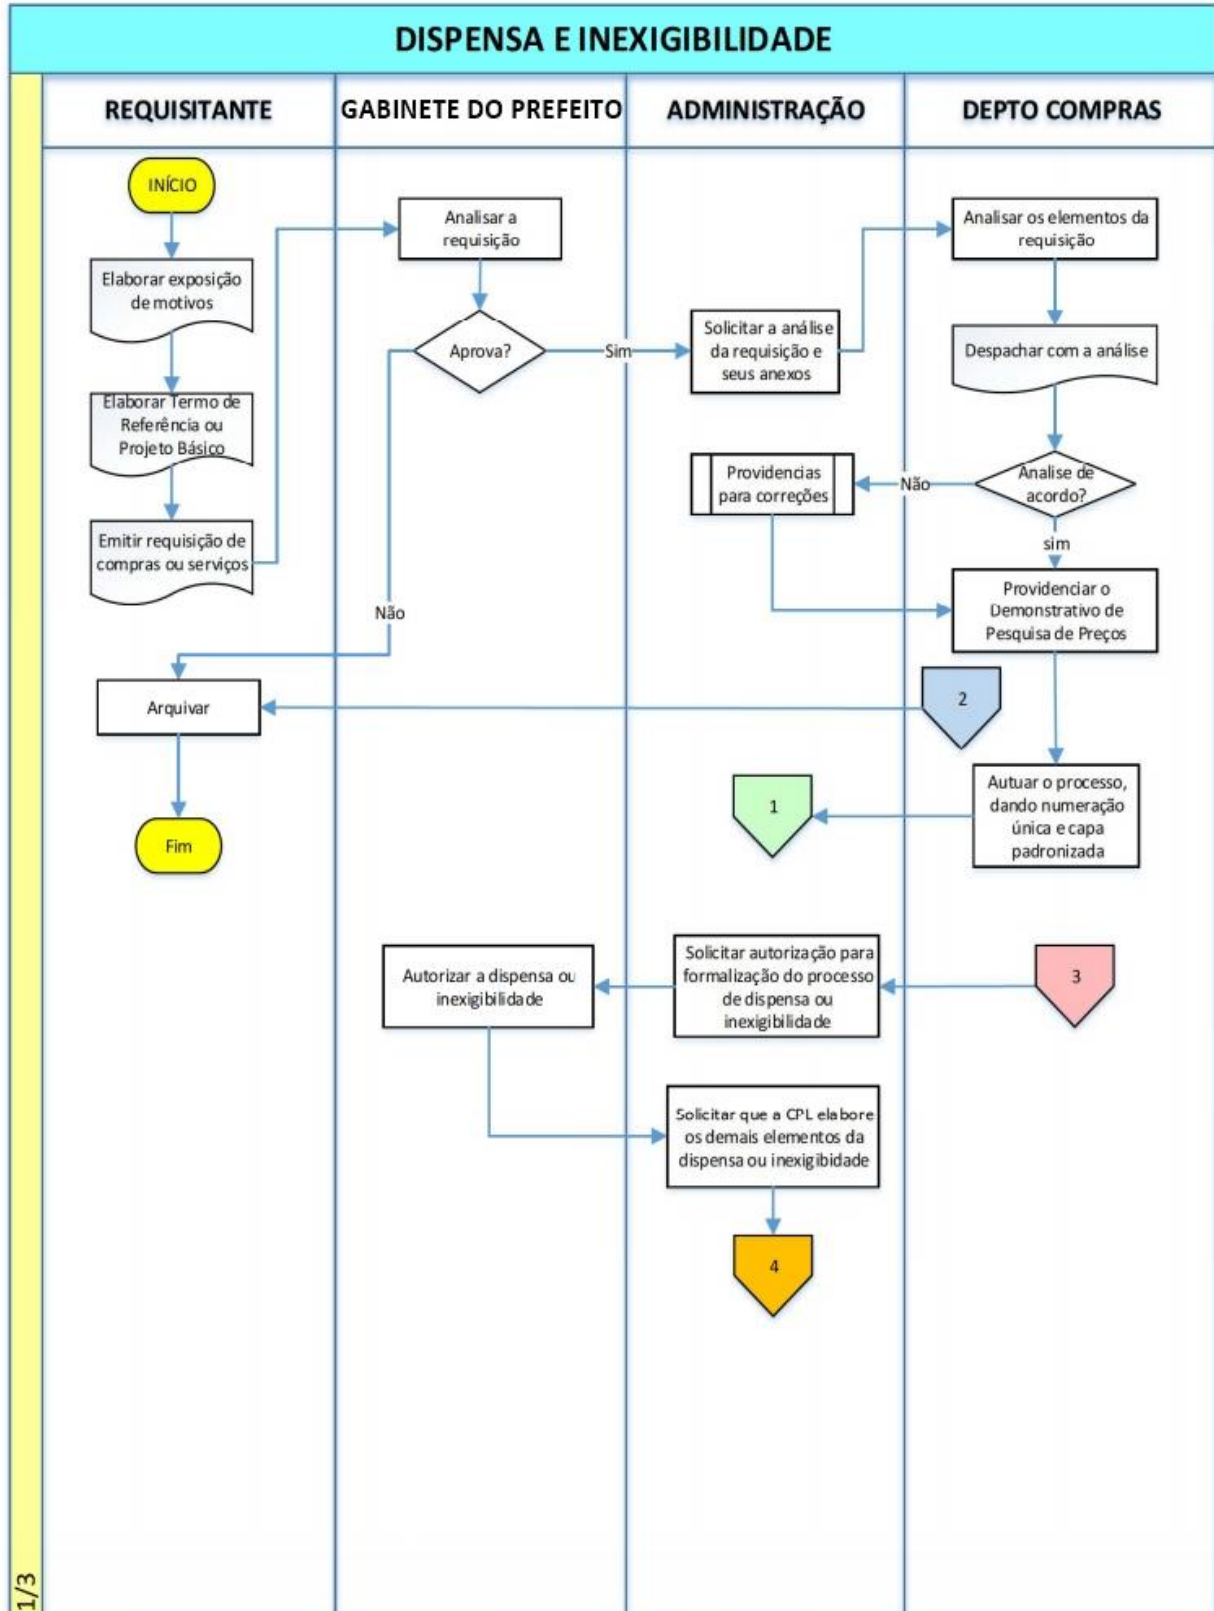 DISPENSA E INEXIGIBILIDADE
REQUISITANTE
GABINETE DO PREFEITO
ADMINISTRAÇÃO
DEPTO COMPRAS
INÍCIO
Elaborar exposição
de motivos
Elaborar Termo de
Referência ou
Projeto Básico
Emitir requisição de
compras ou serviços
Arquivar
Fim
Analisar a
requisição
Aprova?
Sim
Não
Solicitar a análise
da requisição e
seus anexos
Analisar os elementos da
requisição
Despachar com a análise
Analise de
acordo?
Não
sim
Providencias
para correções
Providenciar o
Demonstrativo de
Pesquisa de Preços
2
Autuar o processo,
dando numeração
única e capa
padronizada
1
3
Solicitar autorização para
formalização do processo
de dispensa ou
inexigibilidade
Autorizar a dispensa ou
inexigibilidade
Solicitar que a CPL elabore
os demais elementos da
dispensa ou inexigibidade
4
1/3